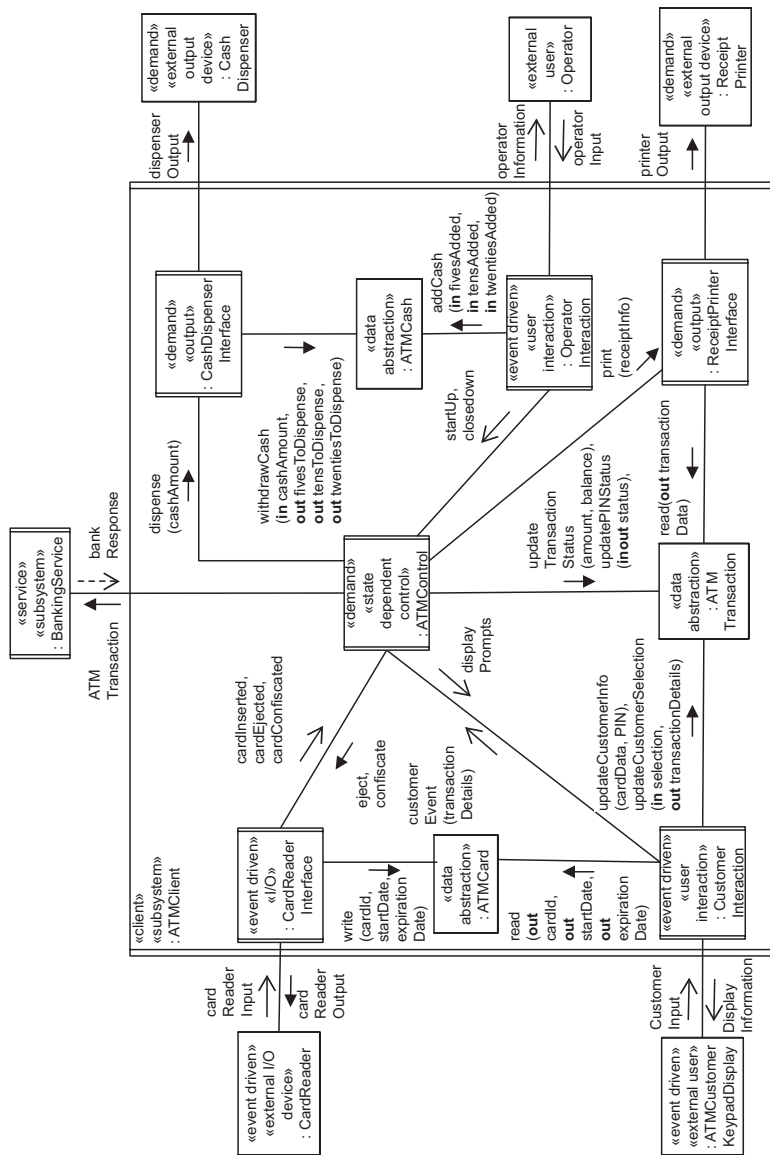 «service»
«subsystem»
: BankingService
ATM
Transaction
bank
Response
«client»
«subsystem»
: ATMClient
«event driven»
«external I/O
device»
: CardReader
card
Reader
Input
card
Reader
Output
«event driven»
«I/O»
: CardReader
Interface
cardInserted,
cardEjected,
cardConfiscated
eject,
confiscate
write
(cardId,
startDate,
expiration
Date)
«data
abstraction»
: ATMCard
read
(out
cardId,
out
startDate,
out
expiration
Date)
customer
Event
(transaction
Details)
display
Prompts
«event driven»
«external user»
: ATMCustomer
KeypadDisplay
Customer
Input
Display
Information
«event driven»
«user
interaction»
: Customer
Interaction
updateCustomerInfo
(cardData, PIN),
updateCustomerSelection
(in selection,
out transactionDetails)
«demand»
«state
dependent
control»
: ATMControl
dispense
(cashAmount)
«demand»
«output»
: CashDispenser
Interface
dispenser
Output
«demand»
«external
output
device»
: Cash
Dispenser
withdrawCash
(in cashAmount,
out fivesToDispense,
out tensToDispense,
out twentiesToDispense)
«data
abstraction»
: ATMCash
addCash
(in fivesAdded,
in tensAdded,
in twentiesAdded)
«event driven»
«user
interaction»
: Operator
Interaction
operator
Information
operator
Input
«external
user»
: Operator
startUp,
closedown
print
(receiptInfo)
update
Transaction
Status
(amount, balance),
updatePINStatus
(inout status),
«data
abstraction»
: ATM
Transaction
read(out transaction
Data)
«demand»
«output»
: ReceiptPrinter
Interface
printer
Output
«demand»
«external
output device»
: Receipt
Printer